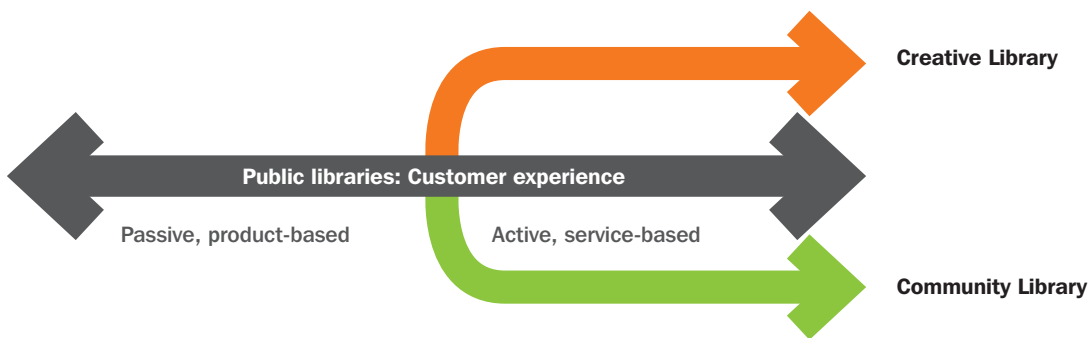 Creative Library
Public libraries: Customer experience
Passive, product-based
Active, service-based
Community Library